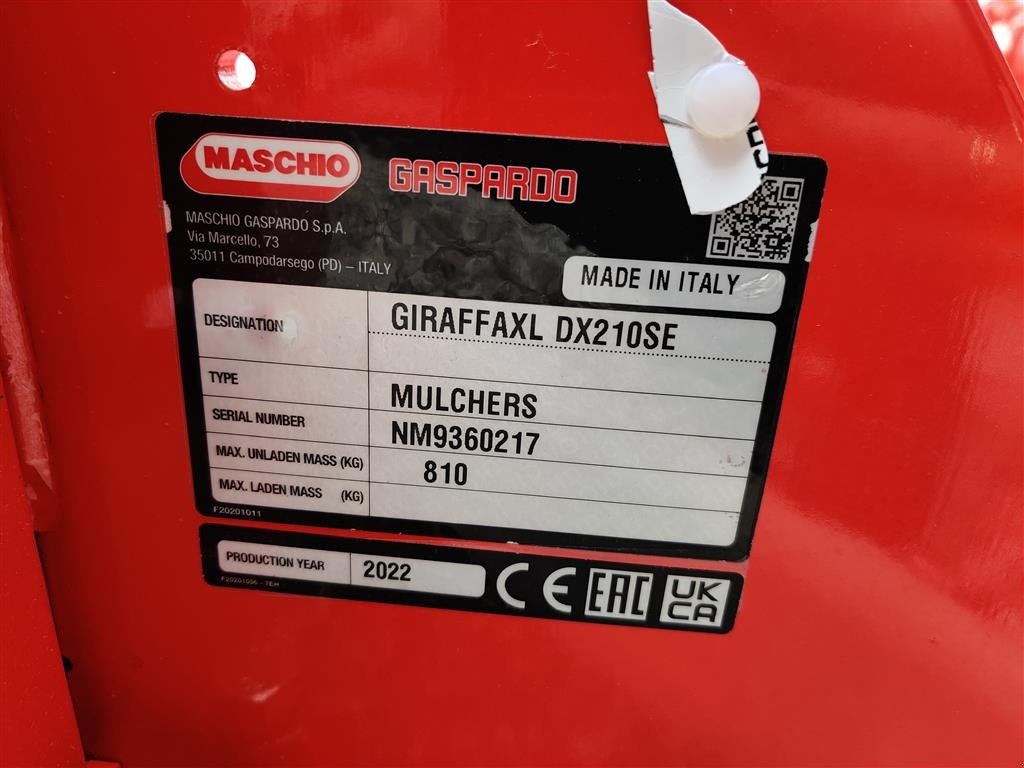 MASCHIO GASPARDO
MASCHIO GASPARDO S.p.A.
Via Marcello, 73
35011 Campodarsego (PD) – ITALY
MADE IN ITALY
DESIGNATION GIRAFFAXL DX210SE
TYPE MULCHERS
SERIAL NUMBER NM9360217
MAX. UNLADEN MASS (KG) 810
MAX. LADEN MASS (KG)
F20201011
PRODUCTION YEAR 2022
CE EAC UK
CA
F20201036 - TEH